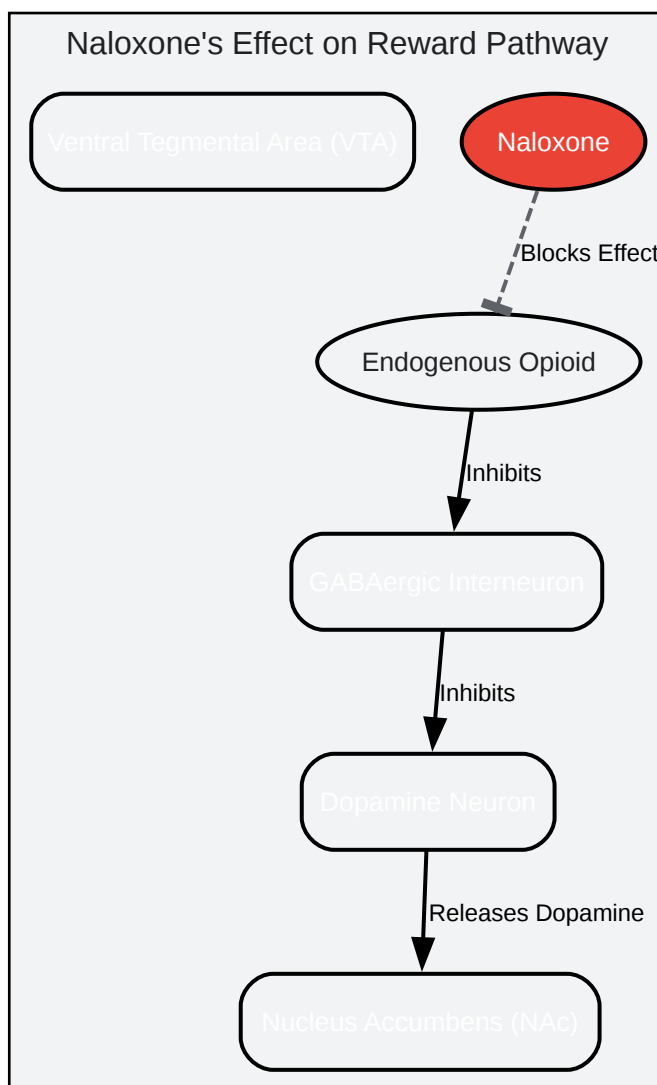 Naloxone's Effect on Reward Pathway
Ventral Tegmental Area (VTA)
Naloxone
Blocks Effect
Endogenous Opioid
Inhibits
GABAergic Interneuron
Inhibits
Dopamine Neuron
Releases Dopamine
Nucleus Accumbens (NAc)